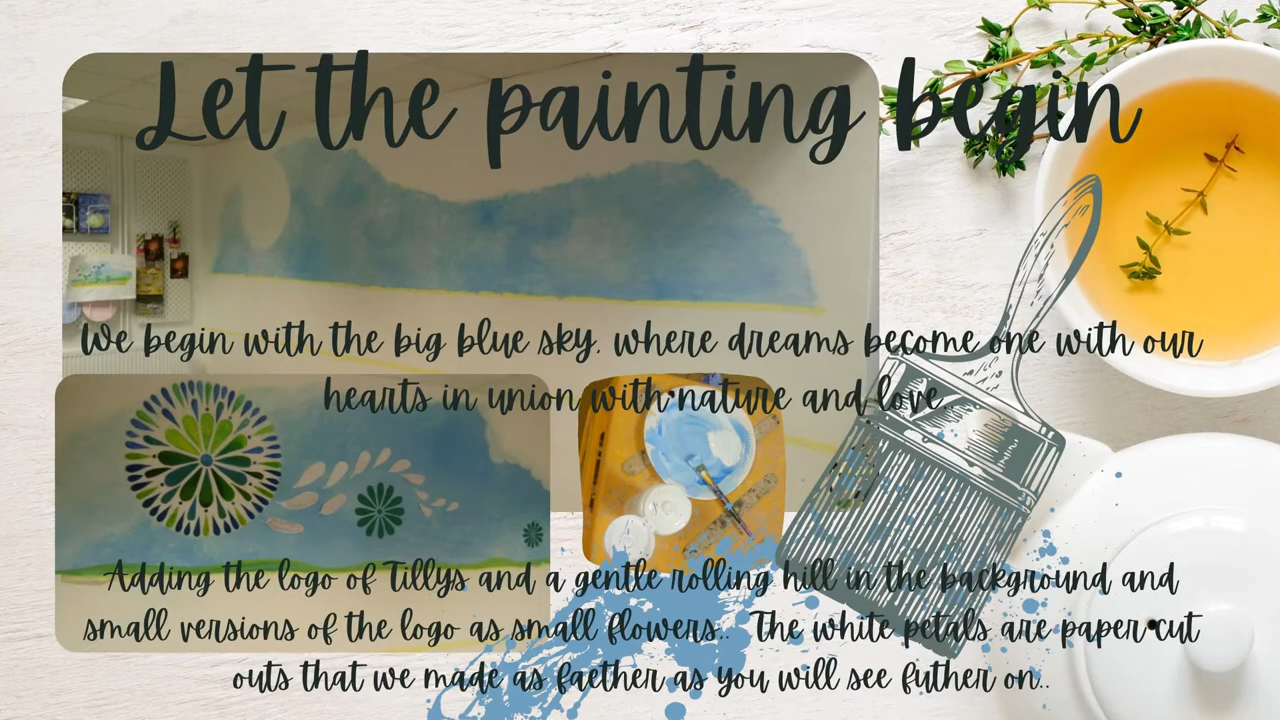 Let the painting begin
We begin with the big blue sky, where dreams become one with our
hearts in union with nature and love
Adding the logo of Tillys and a gentle rolling hill in the background and
small versions of the logo as small flowers.. The white petals are paper cut
outs that we made as faether as you will see futher on..